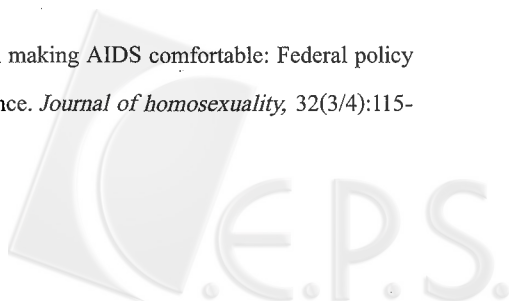 making AIDS comfortable: Federal policy
nce. Journal of homosexuality, 32(3/4):115-
C.E.P.S.